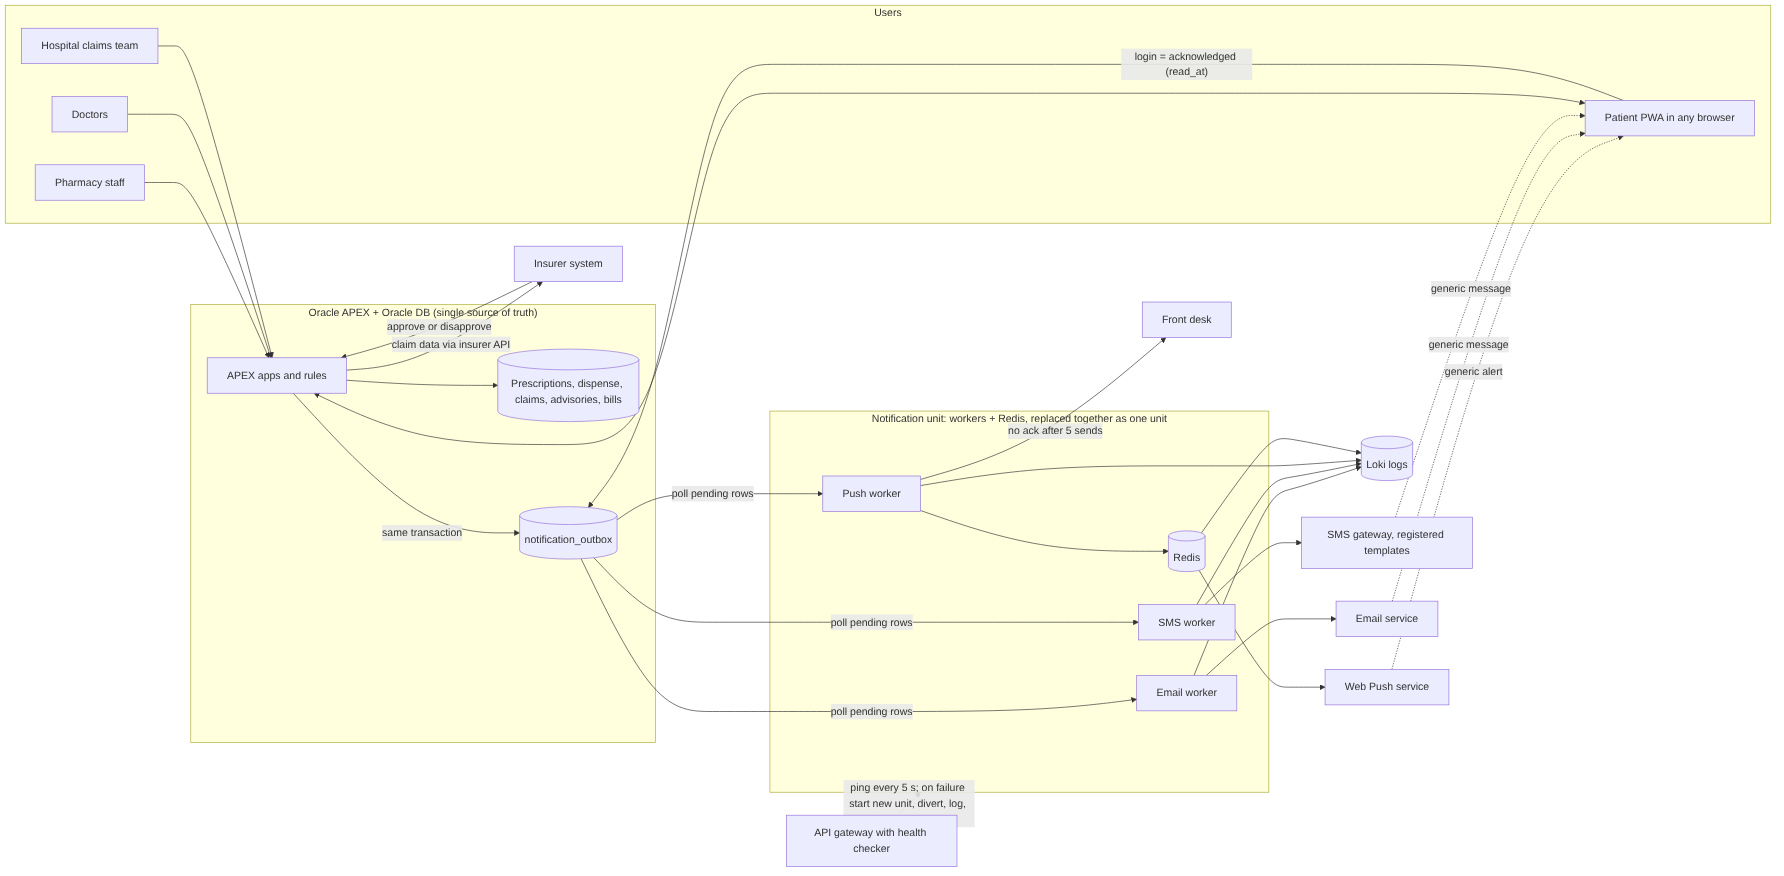 Users
Hospital claims team
login = acknowledged
(read_at)
Doctors
Patient PWA in any browser
Pharmacy staff
Insurer system
generic message
Oracle APEX + Oracle DB (single source of truth)
Front desk
approve or disapprove
claim data via insurer API
generic message
APEX apps and rules
generic alert
Prescriptions, dispense,
claims, advisories, bills
Notification unit: workers + Redis, replaced together as one unit
no ack after 5 sends
Loki logs
Push worker
poll pending rows
same transaction
notification_outbox
SMS gateway, registered
templates
Redis
poll pending rows
SMS worker
Email service
Email worker
Web Push service
poll pending rows
ping every 5 s; on failure
start new unit, divert, log,
API gateway with health
checker